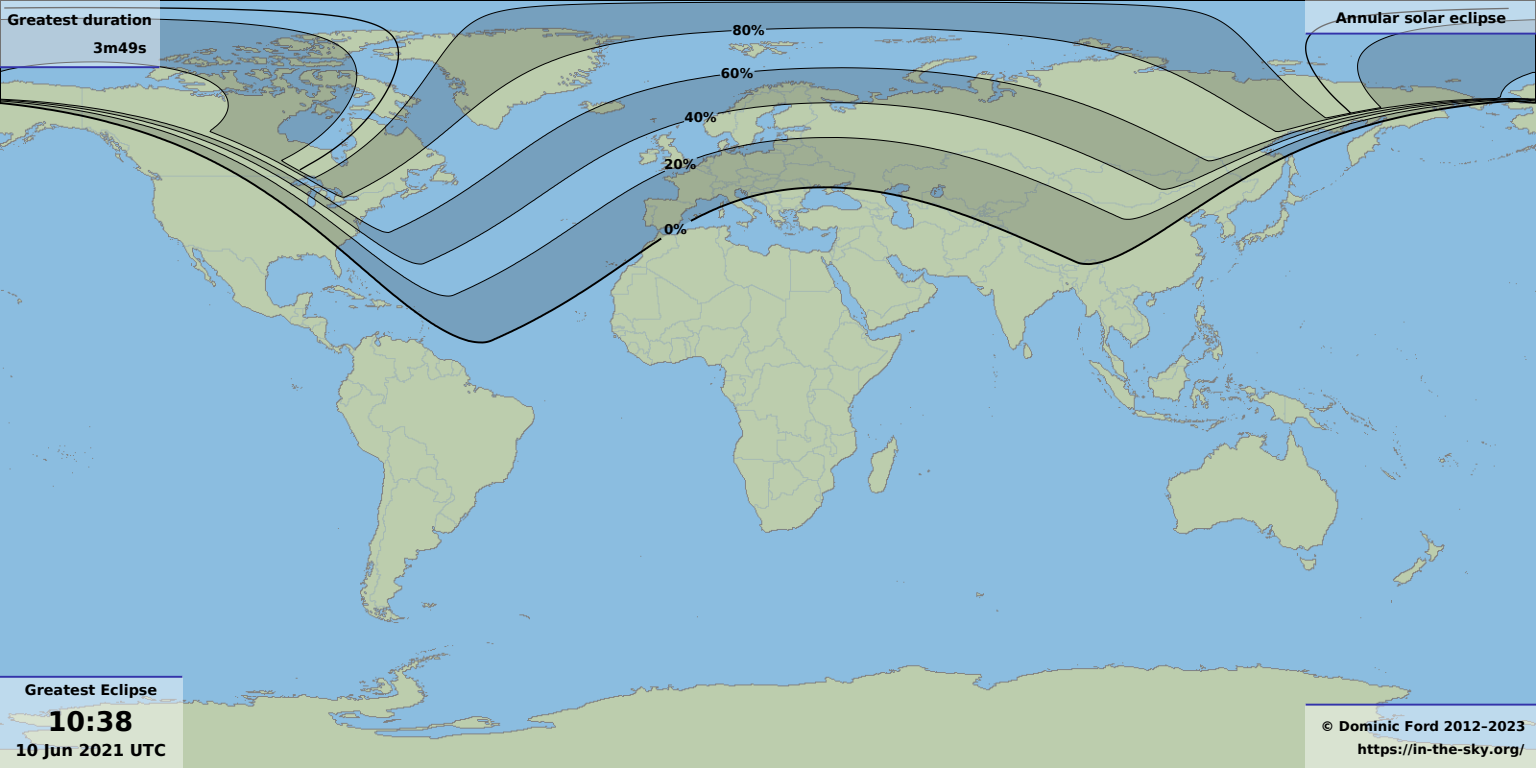 Greatest duration
3m49s
Annular solar eclipse
80%
60%
40%
20%
0%
Greatest Eclipse
10:38
10 Jun 2021 UTC
© Dominic Ford 2012–2023
https://in-the-sky.org/